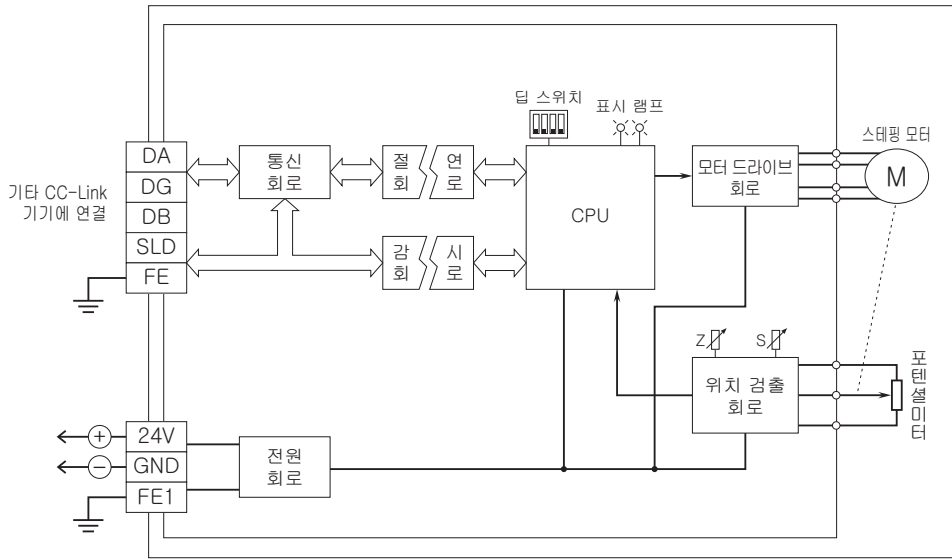 딥 스위치
표시 램프
스테핑 모터
DA
DG
DB
SLD
FE
기타 CC-Link
기기에 연결
통신
회로
절 연
회 로
감 시
회 로
CPU
모터 드라이브
회로
M
Z
S
위치 검출
회로
포텐셜미터
24V
GND
FE1
+
−
전원
회로